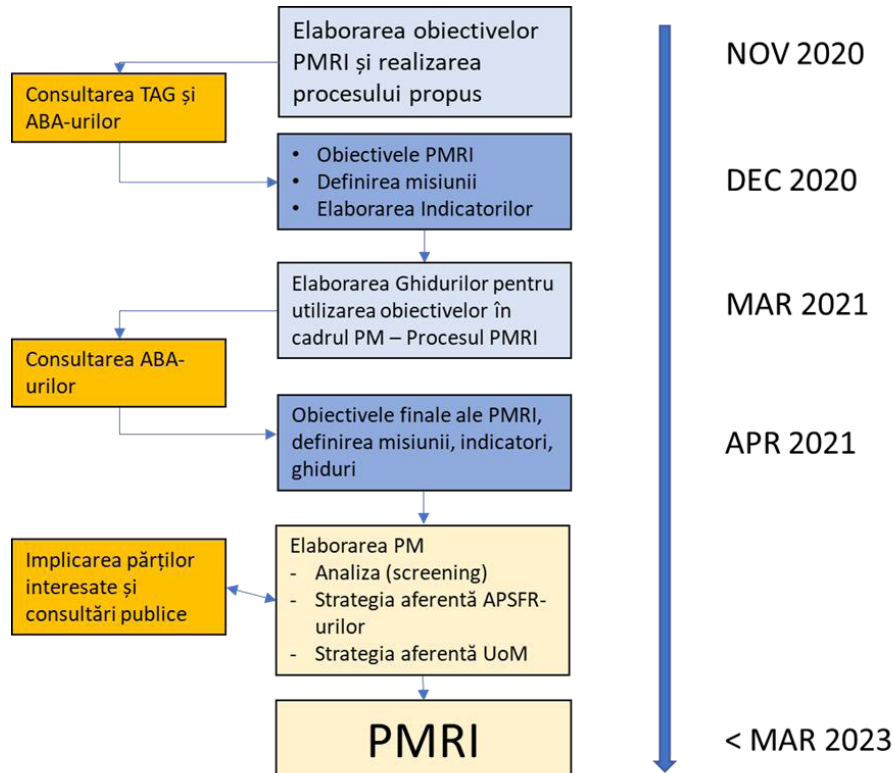 Elaborarea obiectivelor
PMRI și realizarea
procesului propus
NOV 2020
Consultarea TAG și
ABA-urilor
• Obiectivele PMRI
• Definirea misiunii
• Elaborarea Indicatorilor
DEC 2020
Elaborarea Ghidurilor pentru
utilizarea obiectivelor în
cadrul PM – Procesul PMRI
MAR 2021
Consultarea ABA-
urilor
Obiectivele finale ale PMRI,
definirea misiunii, indicatori,
ghiduri
APR 2021
Implicarea părților
interesate și
consultări publice
Elaborarea PM
- Analiza (screening)
- Strategia aferentă APSFR-
urilor
- Strategia aferentă UoM
PMRI
< MAR 2023